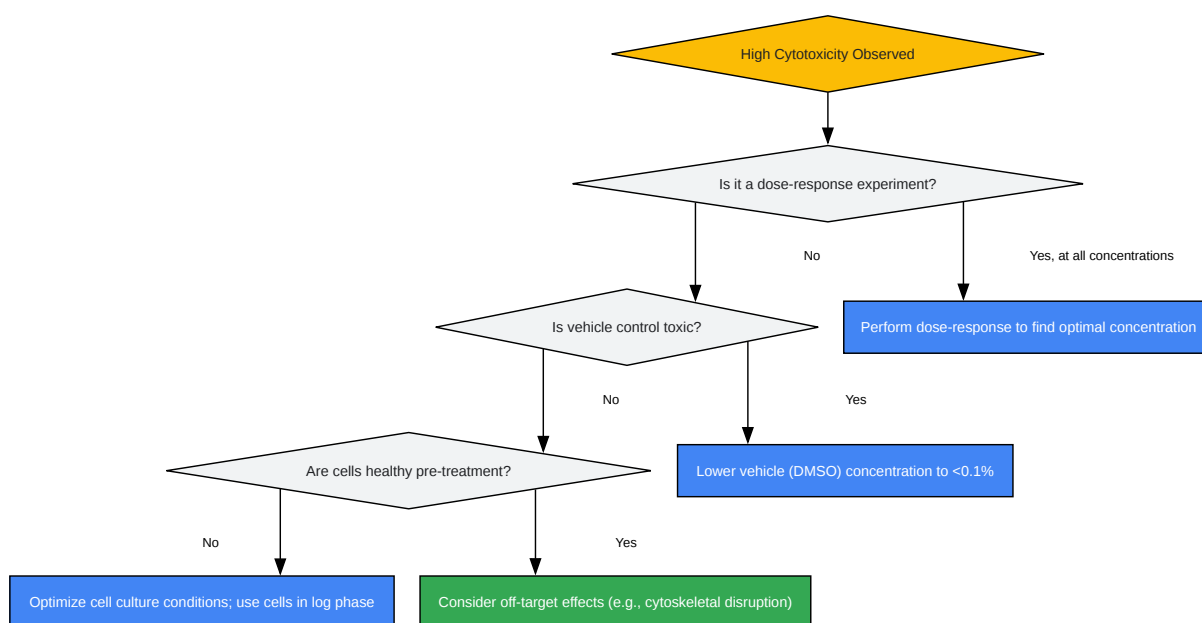 High Cytotoxicity Observed
Is it a dose-response experiment?
No
Yes, at all concentrations
Is vehicle control toxic?
Perform dose-response to find optimal concentration
No
Yes
Are cells healthy pre-treatment?
Lower vehicle (DMSO) concentration to <0.1%
No
Yes
Optimize cell culture conditions; use cells in log phase
Consider off-target effects (e.g., cytoskeletal disruption)